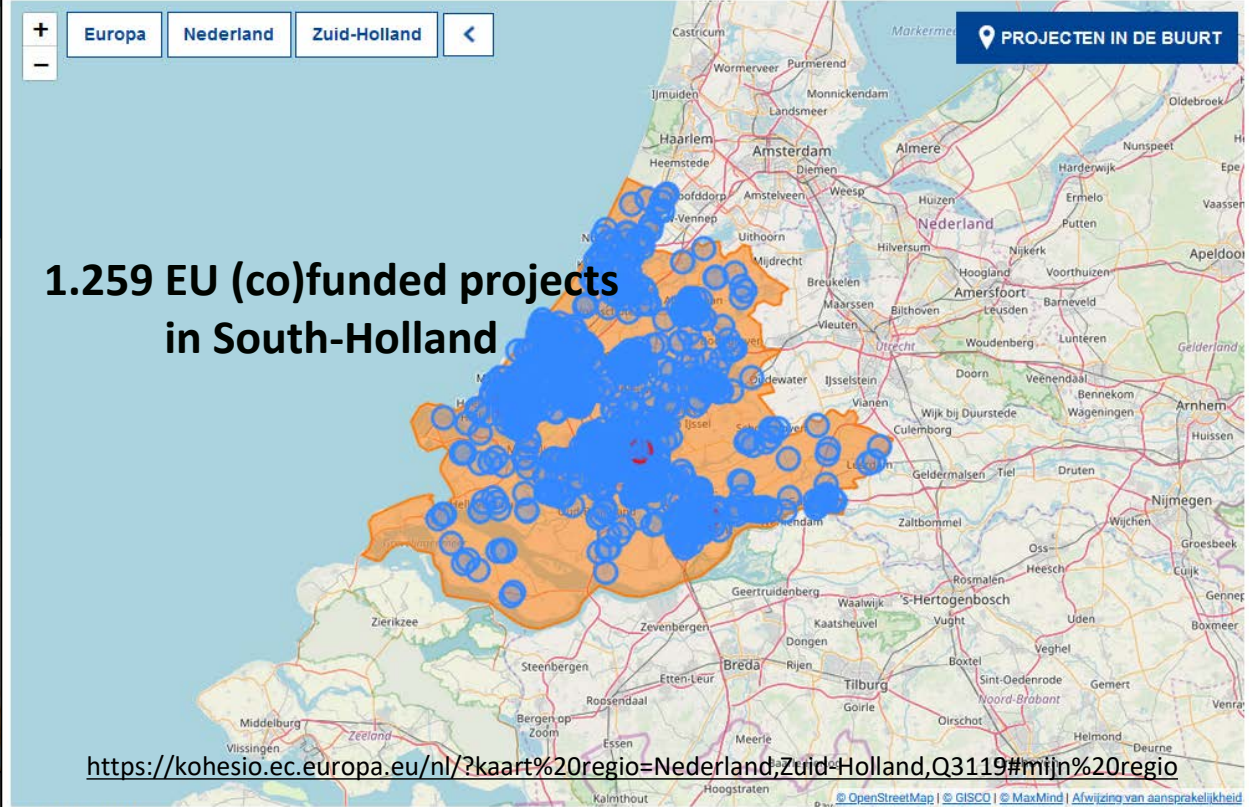 +
−
Europa
Nederland
Zuid-Holland
<
PROJECTEN IN DE BUURT
1.259 EU (co)funded projects
in South-Holland
Castricum
Wormerveer
Purmerend
IJmuiden
Monnickendam
Landsmeer
Oldebroek
Haarlem
Amsterdam
Almere
Nunspeet
Heemstede
Diemen
Harderwijk
Epe
Amstelveen
Weesp
Huizen
Ermelo
Vaassen
Nederland
Putten
Uithoorn
Hilversum
Nijkerk
Mijdrecht
Hoogland
Voorthuizen
Apeldoor
Breukelen
Amersfoort
Maarssen
Bilthoven
Leusden
Barneveld
Vleuten
Woudenberg
Lunteren
Gelderland
Utrecht
Doorn
Veenendaal
Oudewater
IJsselstein
Bennekom
Vianen
Wijk bij Duurstede
Wageningen
Arnhem
Culemborg
IJssel
Huissen
Geldermalsen
Tiel
Druten
Nijmegen
Zaltbommel
Wijchen
Oss
Groesbeek
Heesch
Cuijk
Rosmalen
Geertruidenberg
Waalwijk
's-Hertogenbosch
Gennep
Zierikzee
Zevenbergen
Kaatsheuvel
Vught
Uden
Boxmeer
Dongen
Veghel
Steenbergen
Breda
Rijen
Boxtel
Etten-Leur
Tilburg
Sint-Oedenrode
Gemert
Roosendaal
Noord-Brabant
Goirle
Venray
Middelburg
Bergen op
Zoom
Oirschot
Zeeland
Helmond
Vlissingen
Essen
Meerle
Deurne
https://kohesio.ec.europa.eu/nl/?kaart%20regio=Nederland,Zuid-Holland,Q3119#mijn%20regio
Kalmthout
Hoogstraten
© OpenStreetMap | © GISCO | © MaxMind | Afwijzing van aansprakelijkheid